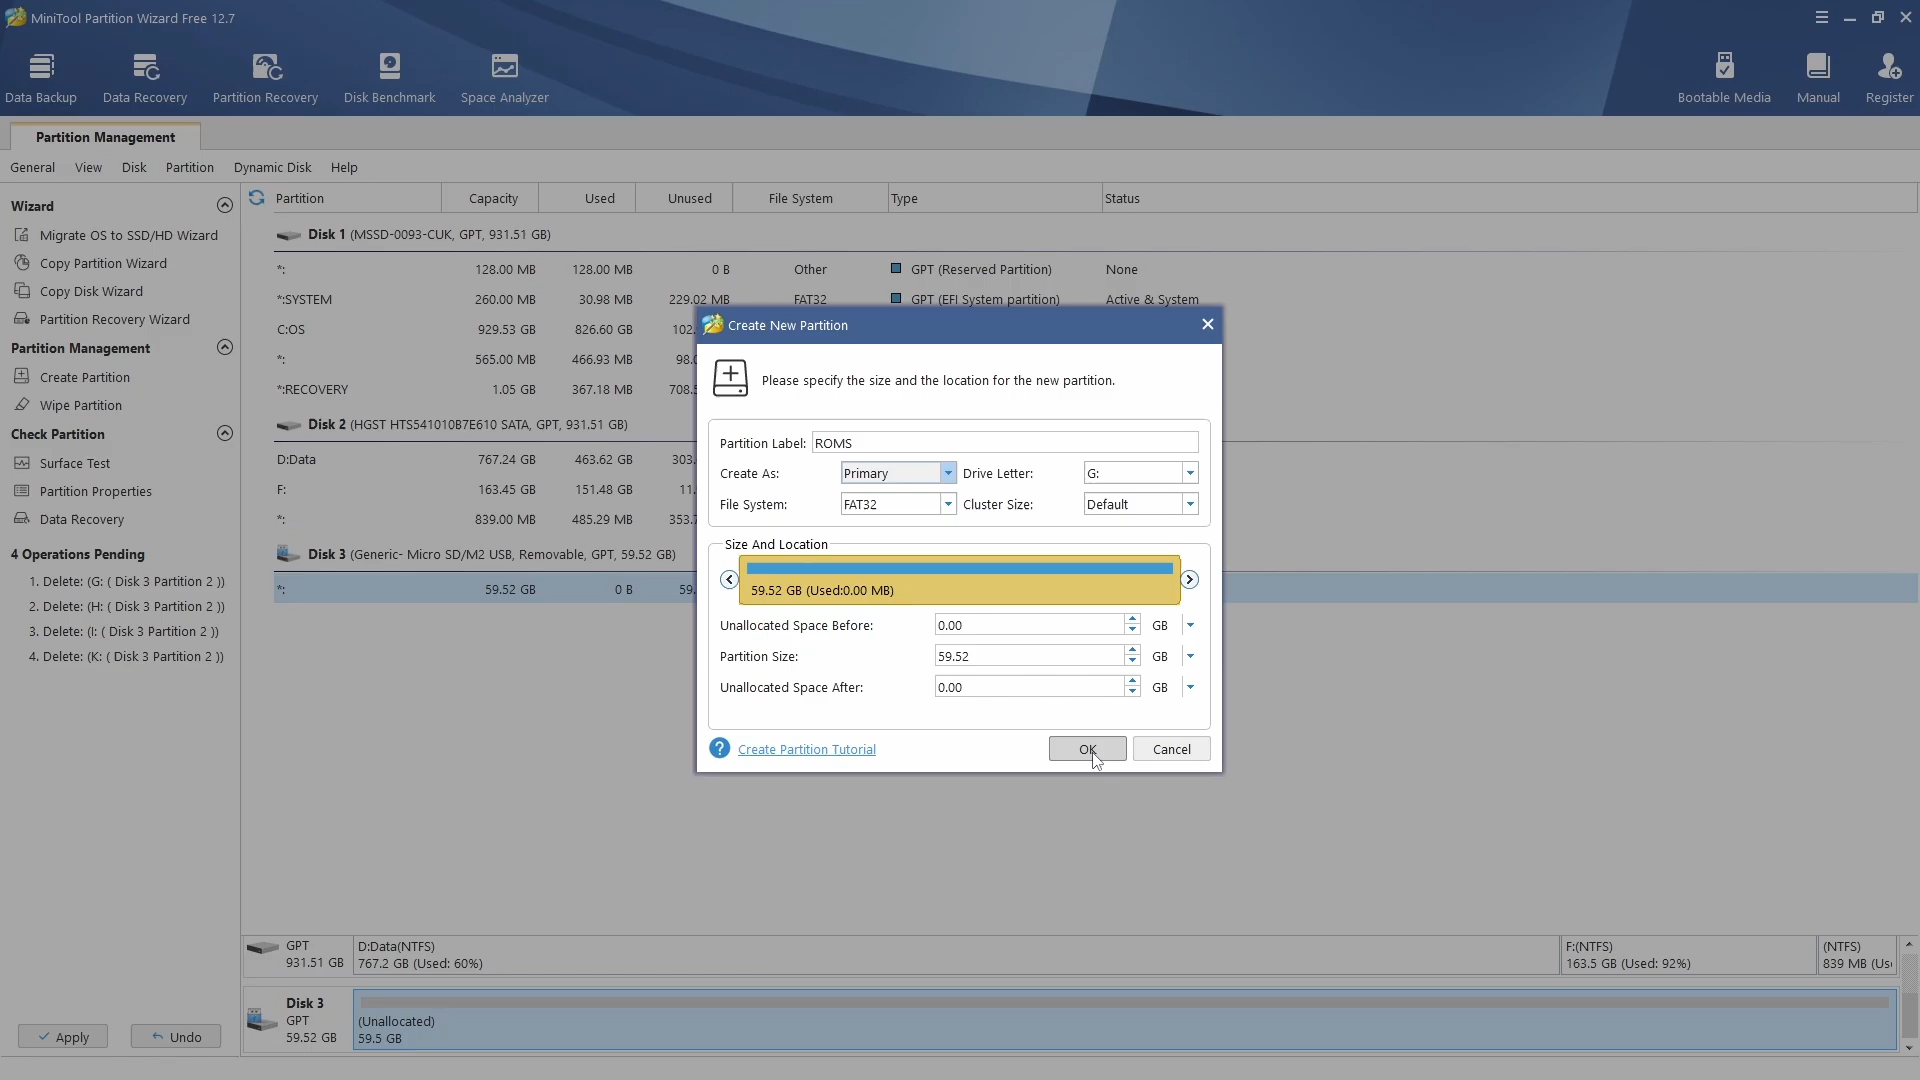 MiniTool Partition Wizard Free 12.7
Data Backup
Data Recovery
Partition Recovery
Disk Benchmark
Space Analyzer
Bootable Media
Manual
Register
Partition Management
General View Disk Partition Dynamic Disk Help
Wizard
Migrate OS to SSD/HD Wizard
Copy Partition Wizard
Copy Disk Wizard
Partition Recovery Wizard
Partition Management
Create Partition
Wipe Partition
Check Partition
Surface Test
Partition Properties
Data Recovery
4 Operations Pending
1. Delete: (G: ( Disk 3 Partition 2 ))
2. Delete: (H: ( Disk 3 Partition 2 ))
3. Delete: (I: ( Disk 3 Partition 2 ))
4. Delete: (K: ( Disk 3 Partition 2 ))
Apply
Undo
Partition Capacity Used Unused File System Type Status
Disk 1 (MSSD-0093-CUK, GPT, 931.51 GB)
*: 128.00 MB 128.00 MB 0 B Other GPT (Reserved Partition) None
*:SYSTEM 260.00 MB 30.98 MB 229.02 MB FAT32 GPT (EFI System partition) Active & System
C:OS 929.53 GB 826.60 GB 102.
*: 565.00 MB 466.93 MB 98.0
*:RECOVERY 1.05 GB 367.18 MB 708.
Disk 2 (HGST HTS541010B7E610 SATA, GPT, 931.51 GB)
D:Data 767.24 GB 463.62 GB 303.
F: 163.45 GB 151.48 GB 11.
*: 839.00 MB 485.29 MB 353.7
Disk 3 (Generic- Micro SD/M2 USB, Removable, GPT, 59.52 GB)
*: 59.52 GB 0 B 59.
Create New Partition
Please specify the size and the location for the new partition.
Partition Label: ROMS
Create As: Primary Drive Letter: G:
File System: FAT32 Cluster Size: Default
Size And Location
59.52 GB (Used:0.00 MB)
Unallocated Space Before: 0.00 GB
Partition Size: 59.52 GB
Unallocated Space After: 0.00 GB
? Create Partition Tutorial
OK
Cancel
GPT
931.51 GB
D:Data(NTFS)
767.2 GB (Used: 60%)
F:(NTFS)
163.5 GB (Used: 92%)
(NTFS)
839 MB (Us
Disk 3
GPT
59.52 GB
(Unallocated)
59.5 GB